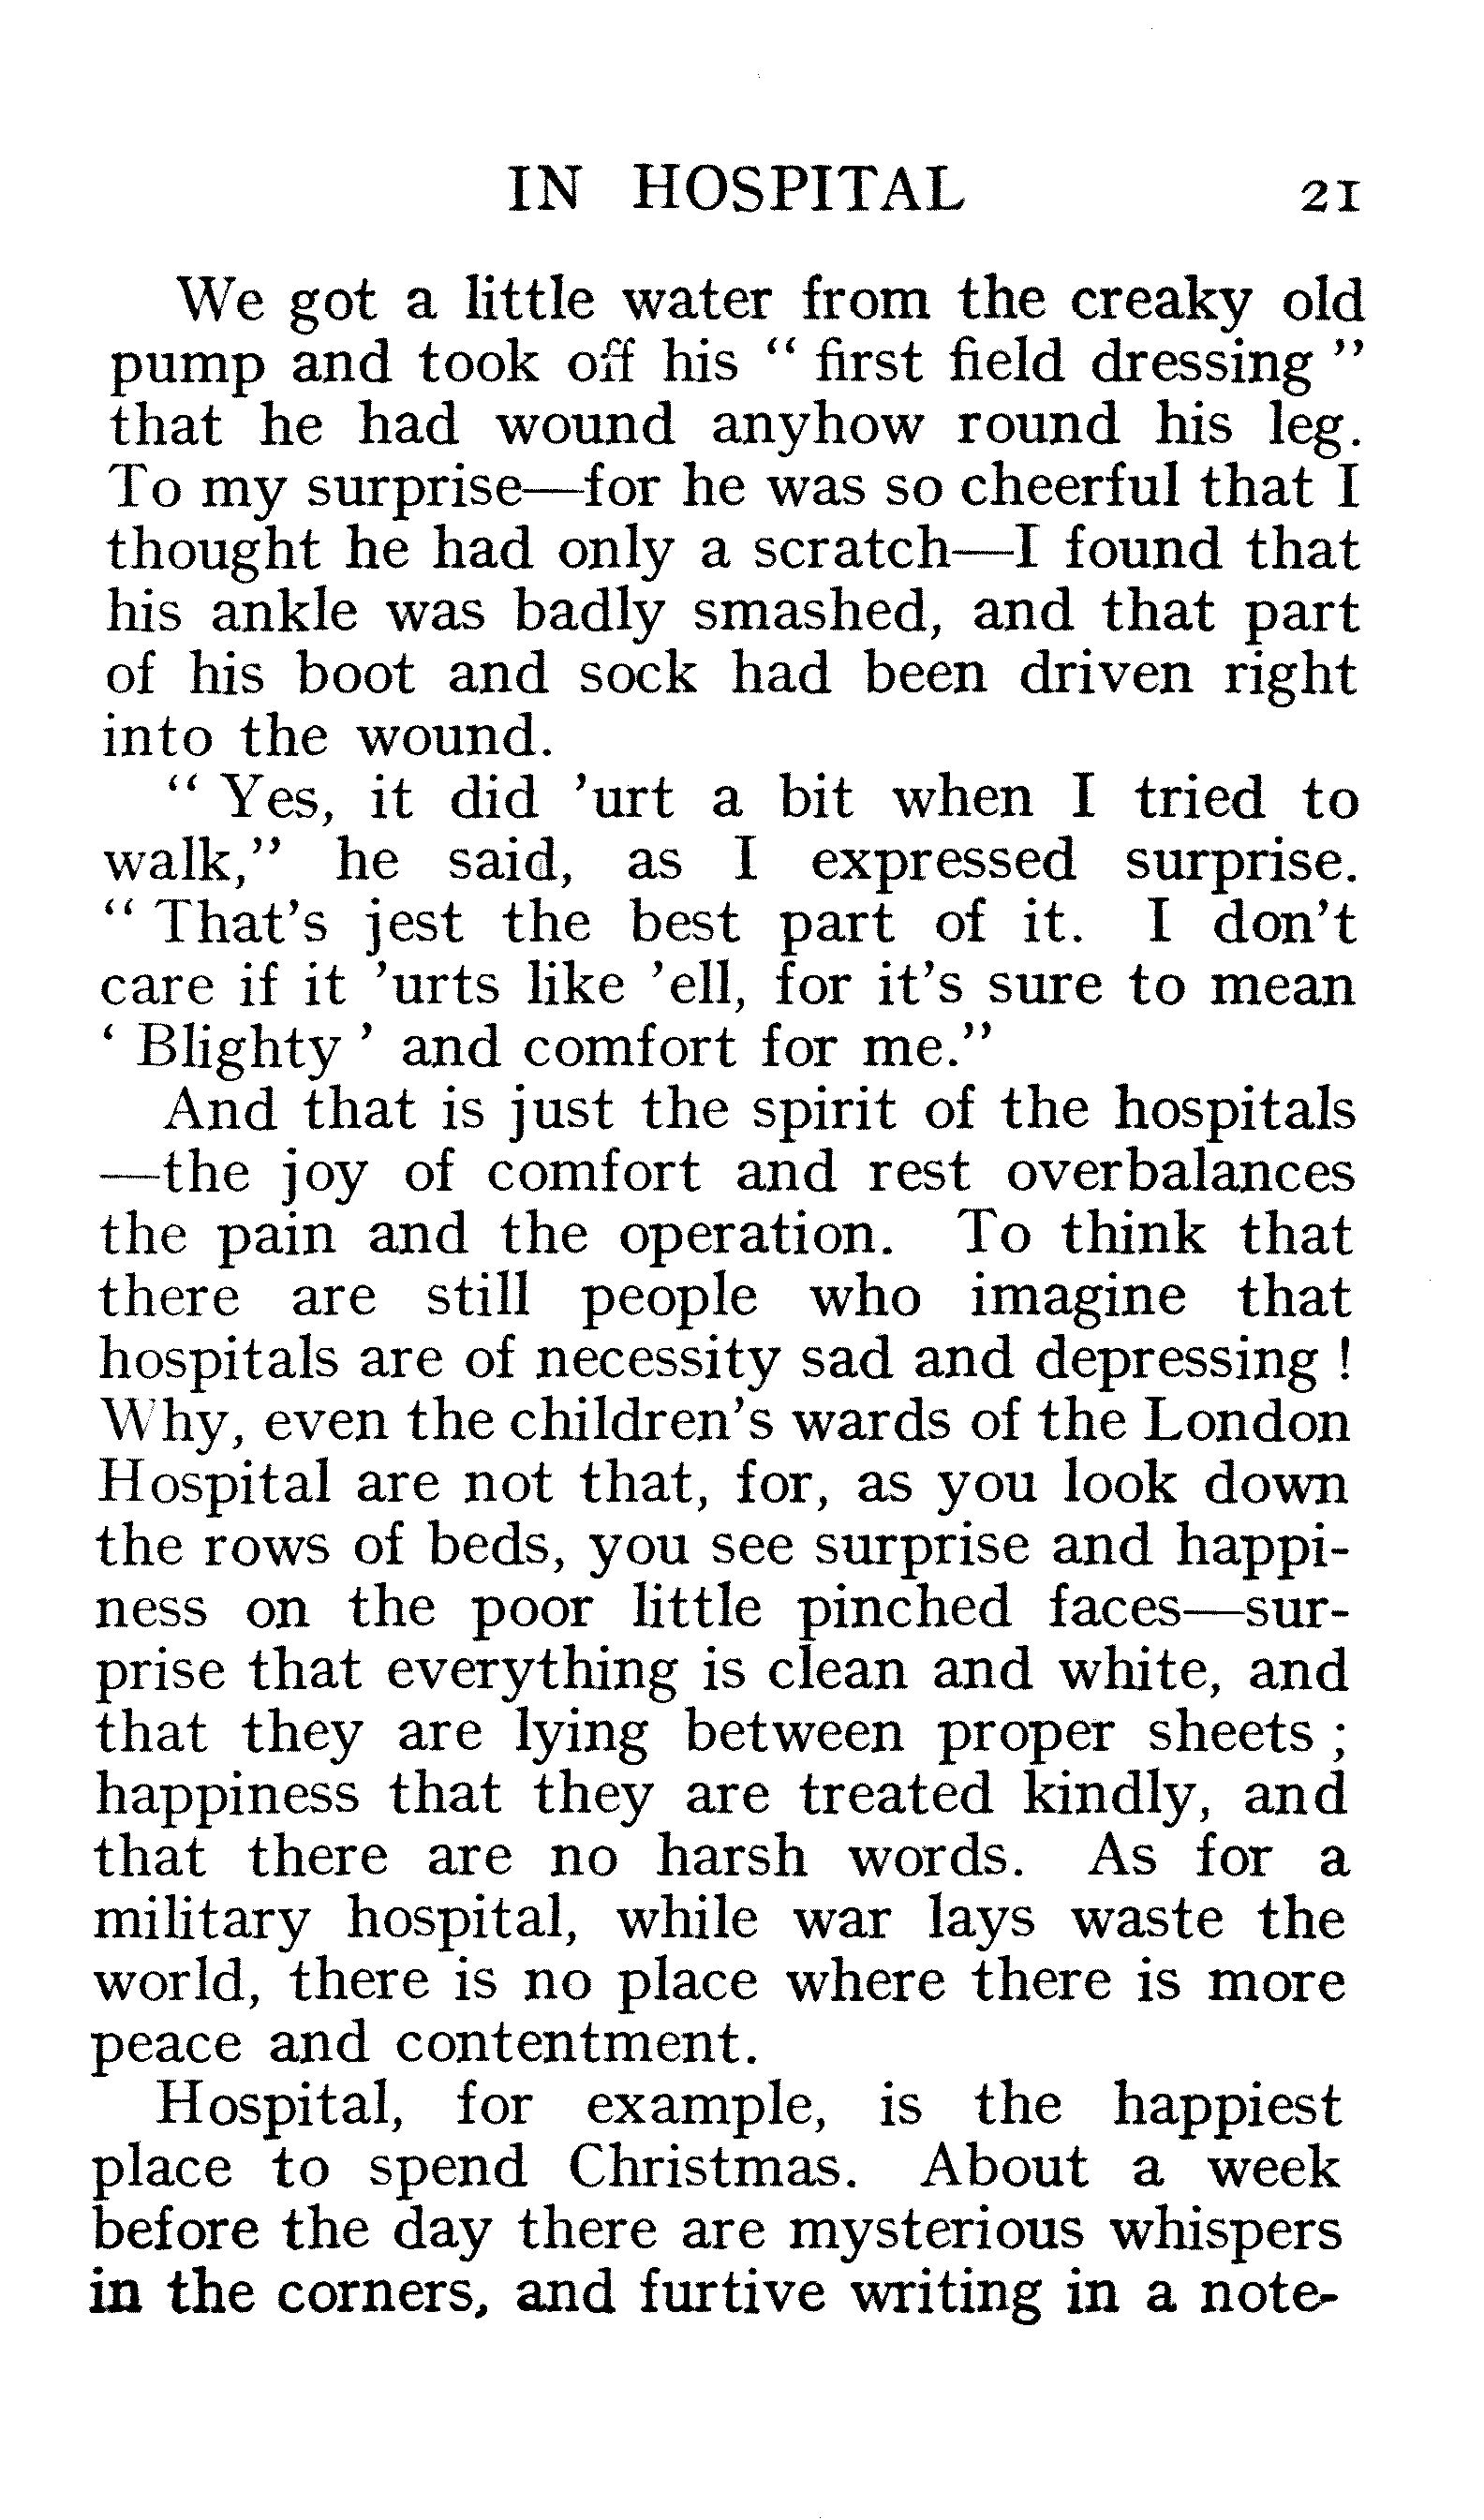 IN HOSPITAL 21
We got a little water from the creaky old
pump and took off his " first field dressing "
that he had wound anyhow round his leg.
To my surprise—for he was so cheerful that I
thought he had only a scratch—I found that
his ankle was badly smashed, and that part
of his boot and sock had been driven right
into the wound.
" Yes, it did 'urt a bit when I tried to
walk," he said, as I expressed surprise.
" That's jest the best part of it. I don't
care if it 'urts like 'ell, for it's sure to mean
‘ Blighty ’ and comfort for me."
And that is just the spirit of the hospitals
—the joy of comfort and rest overbalances
the pain and the operation. To think that
there are still people who imagine that
hospitals are of necessity sad and depressing !
Why, even the children's wards of the London
Hospital are not that, for, as you look down
the rows of beds, you see surprise and happi-
ness on the poor little pinched faces—sur-
prise that everything is clean and white, and
that they are lying between proper sheets ;
happiness that they are treated kindly, and
that there are no harsh words. As for a
military hospital, while war lays waste the
world, there is no place where there is more
peace and contentment.
Hospital, for example, is the happiest
place to spend Christmas. About a week
before the day there are mysterious whispers
in the corners, and furtive writing in a note-